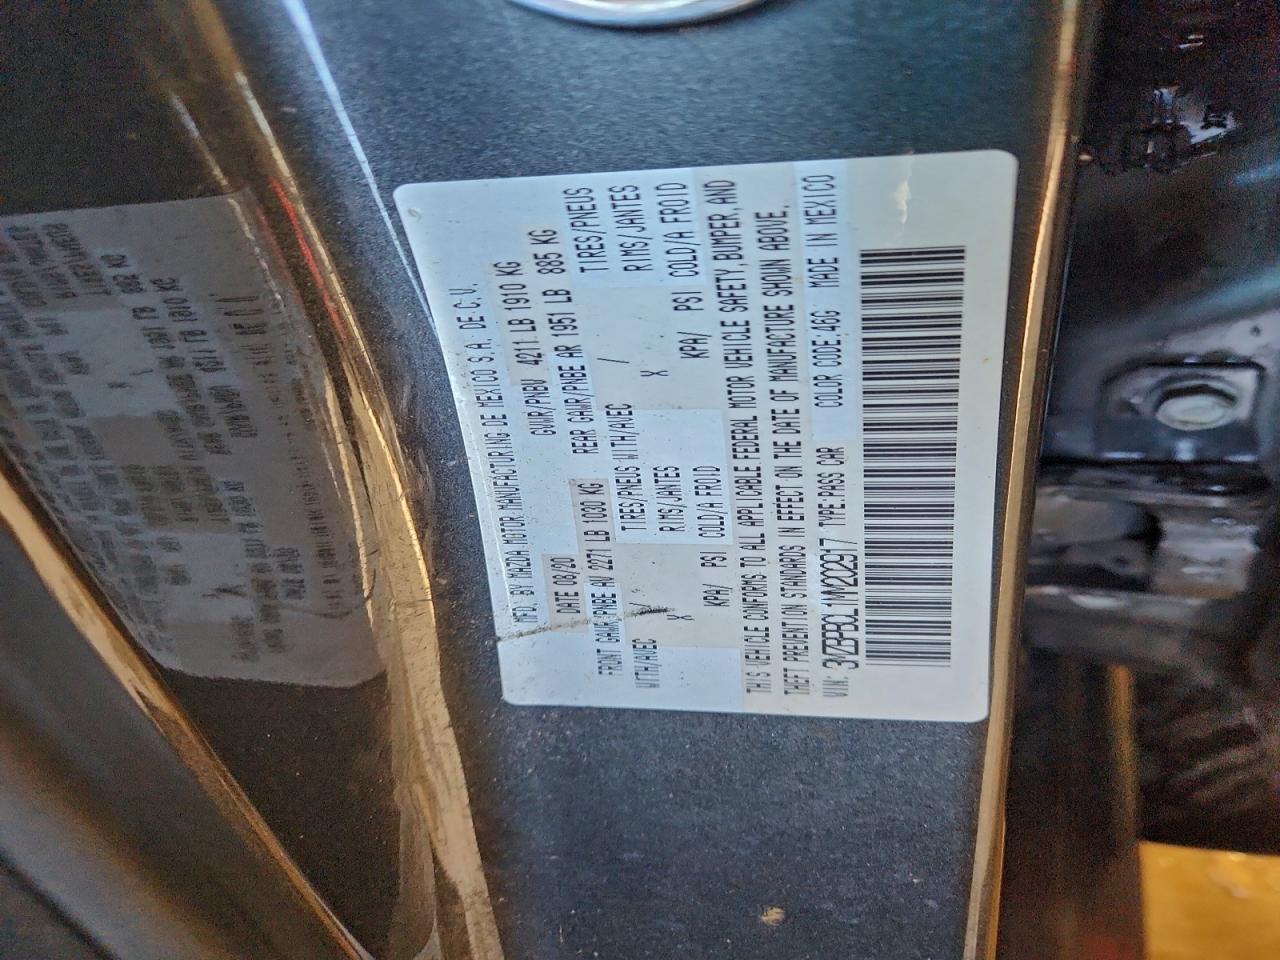 MFD. BY MAZDA MOTOR MANUFACTURING DE MEXICO S.A. DE C.V.
DATE 08/20 GVWR/PNBV 4211 LB 1910 KG
FRONT GAWR/PNBE AV 2271 LB 1030 KG REAR GAWR/PNBE AR 1951 LB 885 KG
WITH/AVEC / TIRES/PNEUS WITH/AVEC / TIRES/PNEUS
X RIMS/JANTES X RIMS/JANTES
KPA/ PSI COLD/A FROID KPA/ PSI COLD/A FROID
THIS VEHICLE CONFORMS TO ALL APPLICABLE FEDERAL MOTOR VEHICLE SAFETY, BUMPER, AND
THEFT PREVENTION STANDARDS IN EFFECT ON THE DATE OF MANUFACTURE SHOWN ABOVE.
VIN: 3MZBPBCL1MM202917 TYPE:PASS CAR COLOR CODE:46G MADE IN MEXICO